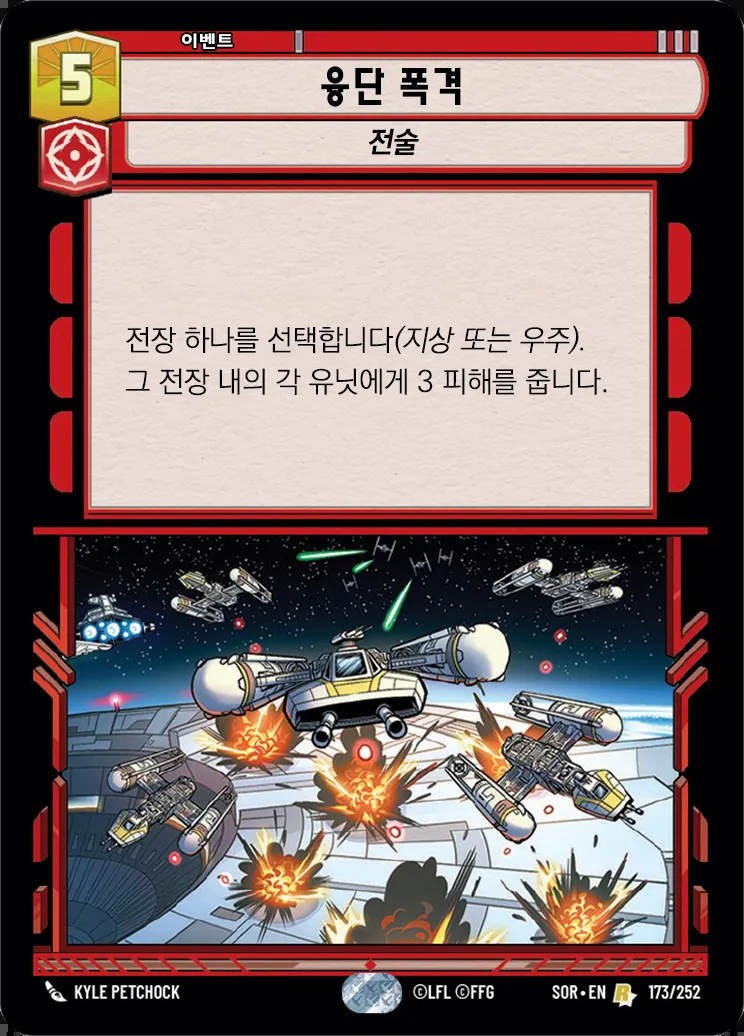 이벤트
5
융단 폭격
전술
전장 하나를 선택합니다(지상 또는 우주).
그 전장 내의 각 유닛에게 3 피해를 줍니다.
KYLE PETCHOCK
©LFL ©FFG
SOR•EN R 173/252